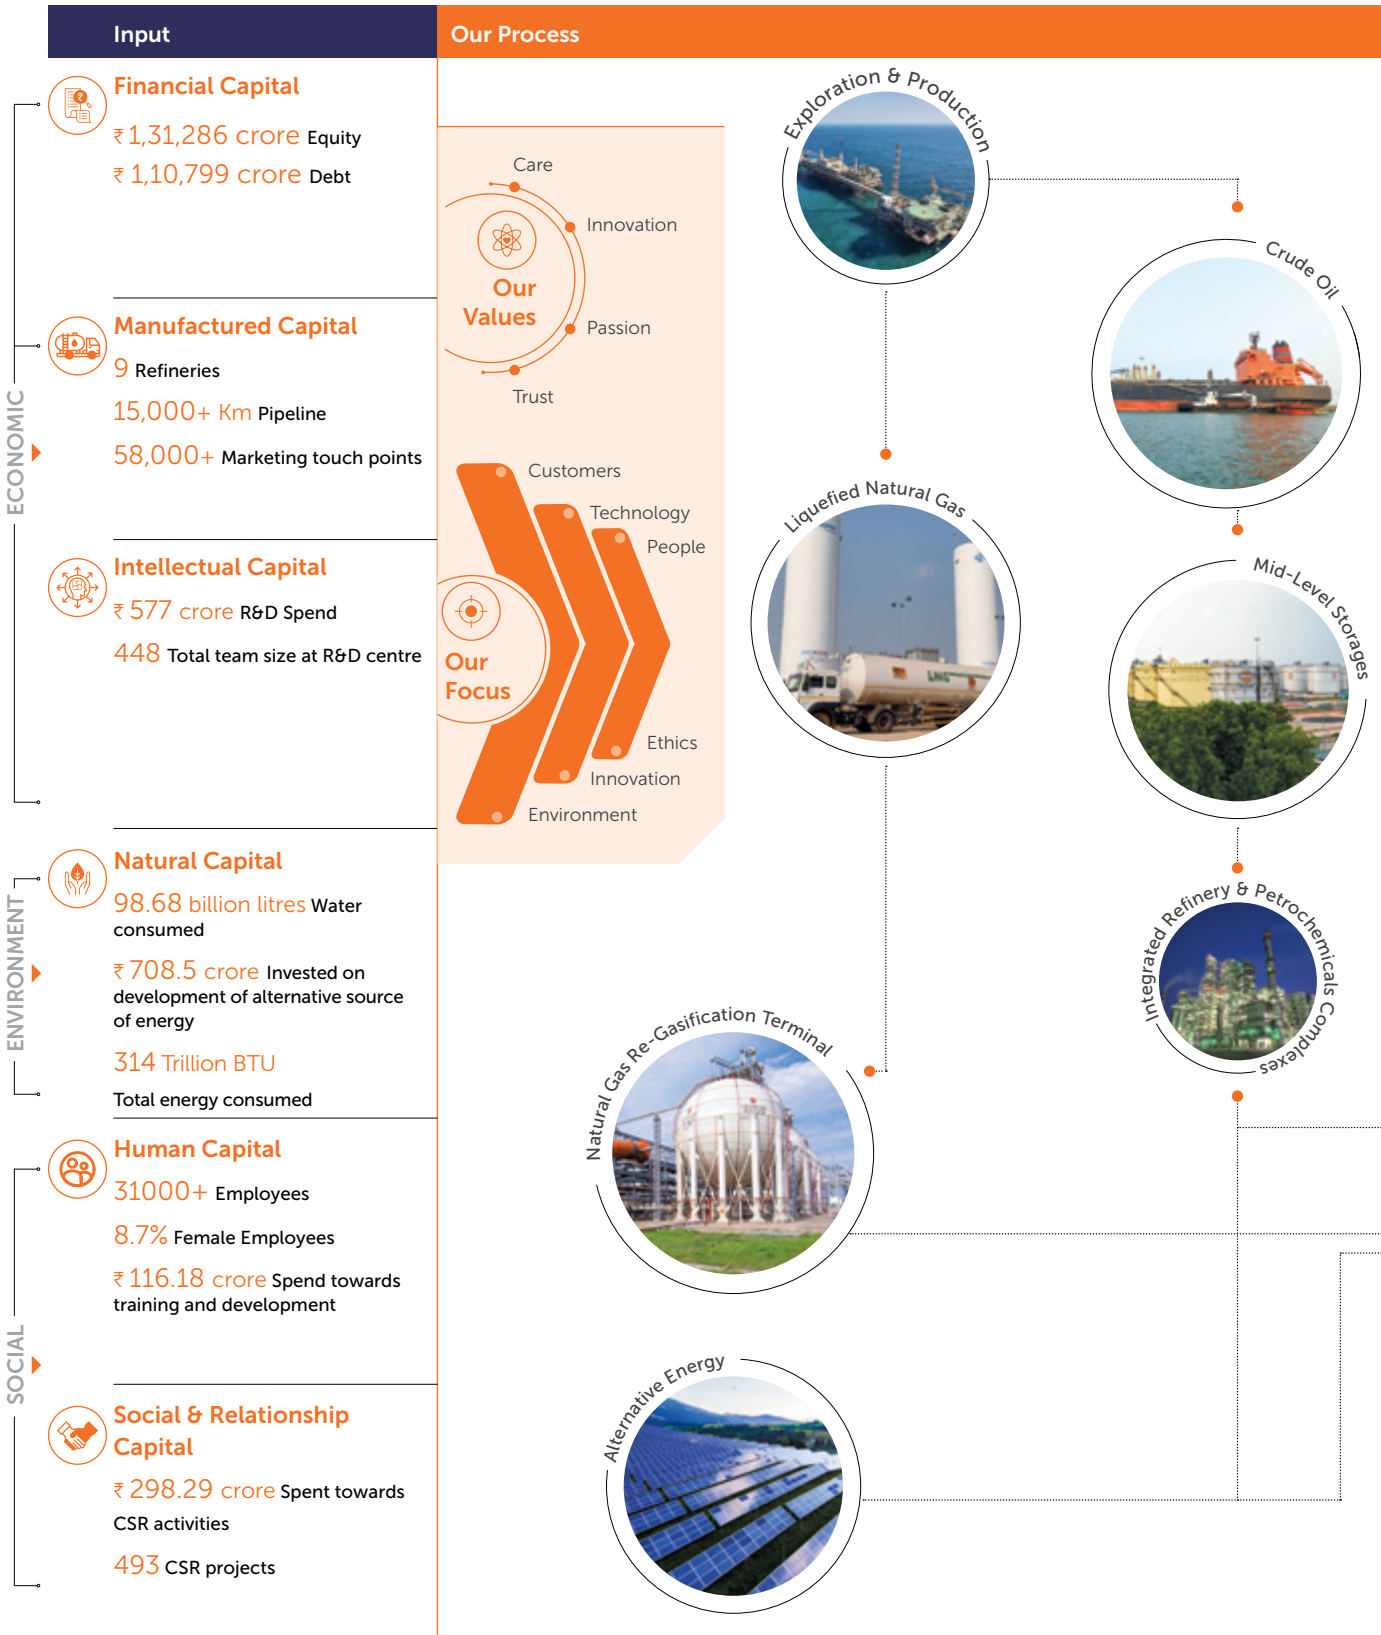 Input
Our Process
ECONOMIC
Financial Capital
₹ 1,31,286 crore Equity
₹ 1,10,799 crore Debt
Manufactured Capital
9 Refineries
15,000+ Km Pipeline
58,000+ Marketing touch points
Intellectual Capital
₹ 577 crore R&D Spend
448 Total team size at R&D centre
ENVIRONMENT
Natural Capital
98.68 billion litres Water
consumed
₹ 708.5 crore Invested on
development of alternative source
of energy
314 Trillion BTU
Total energy consumed
SOCIAL
Human Capital
31000+ Employees
8.7% Female Employees
₹ 116.18 crore Spend towards
training and development
Social & Relationship
Capital
₹ 298.29 crore Spent towards
CSR activities
493 CSR projects
Our
Values
Care
Innovation
Passion
Trust
Our
Focus
Customers
Technology
People
Ethics
Innovation
Environment
Exploration & Production
Crude Oil
Liquefied Natural Gas
LNG
Mid-Level Storages
Integrated Refinery & Petrochemicals Complexes
Natural Gas Re-Gasification Terminal
Alternative Energy